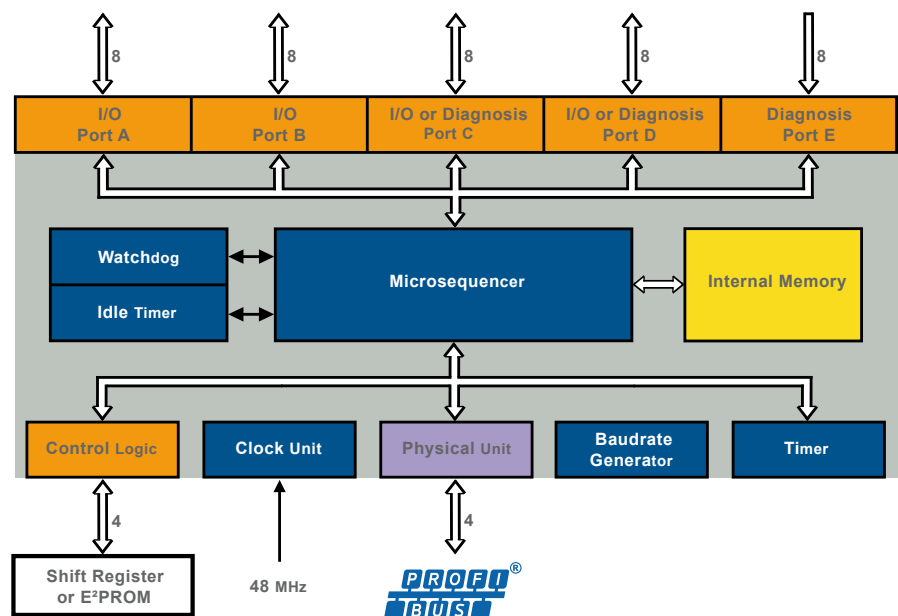 8 8 8 8 8
I/O I/O I/O or Diagnosis I/O or Diagnosis Diagnosis
Port A Port B Port C Port D Port E
Watchdog
Microsequencer Internal Memory
Idle Timer
Control Logic Clock Unit Physical Unit Baudrate Timer
Generator
4 4
Shift Register
or E²PROM
48 MHz
PROFI®
BUS